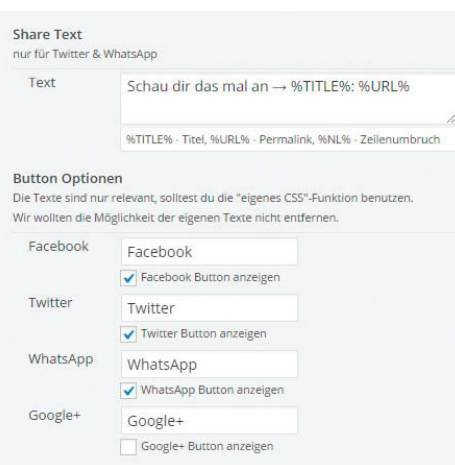 Share Text
nur für Twitter & WhatsApp
Text
Schau dir das mal an → %TITLE%: %URL%
%TITLE% - Titel, %URL% - Permalink, %NL% - Zeilenumbruch
Button Optionen
Die Texte sind nur relevant, solltest du die "eigenes CSS"-Funktion benutzen.
Wir wollten die Möglichkeit der eigenen Texte nicht entfernen.
Facebook
Facebook
Facebook Button anzeigen
Twitter
Twitter
Twitter Button anzeigen
WhatsApp
WhatsApp
WhatsApp Button anzeigen
Google+
Google+
Google+ Button anzeigen